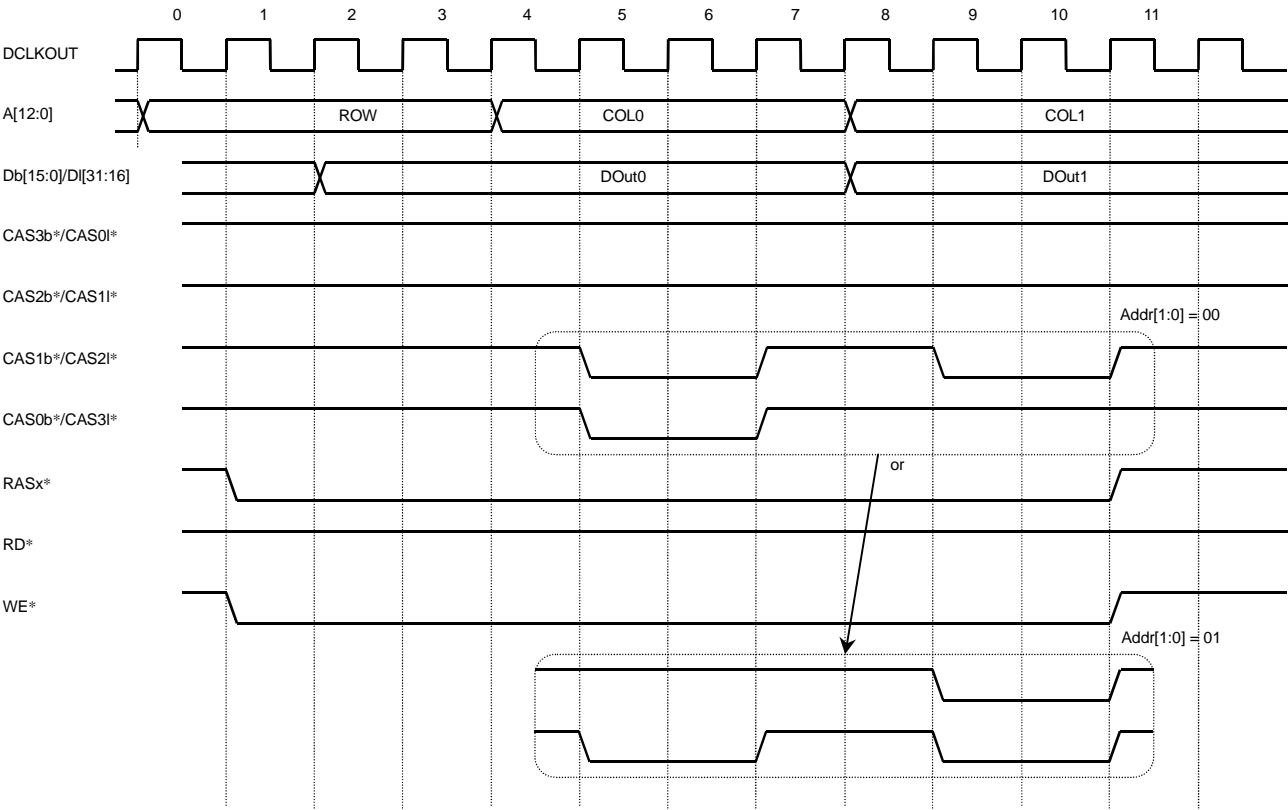 0 1 2 3 4 5 6 7 8 9 10 11
DCLKOUT
A[12:0] ROW COL0 COL1
Db[15:0]/Dl[31:16] DOut0 DOut1
CAS3b*/CAS0l*
CAS2b*/CAS1l*
Addr[1:0] = 00
CAS1b*/CAS2l*
CAS0b*/CAS3l*
or
RASx*
RD*
WE*
Addr[1:0] = 01